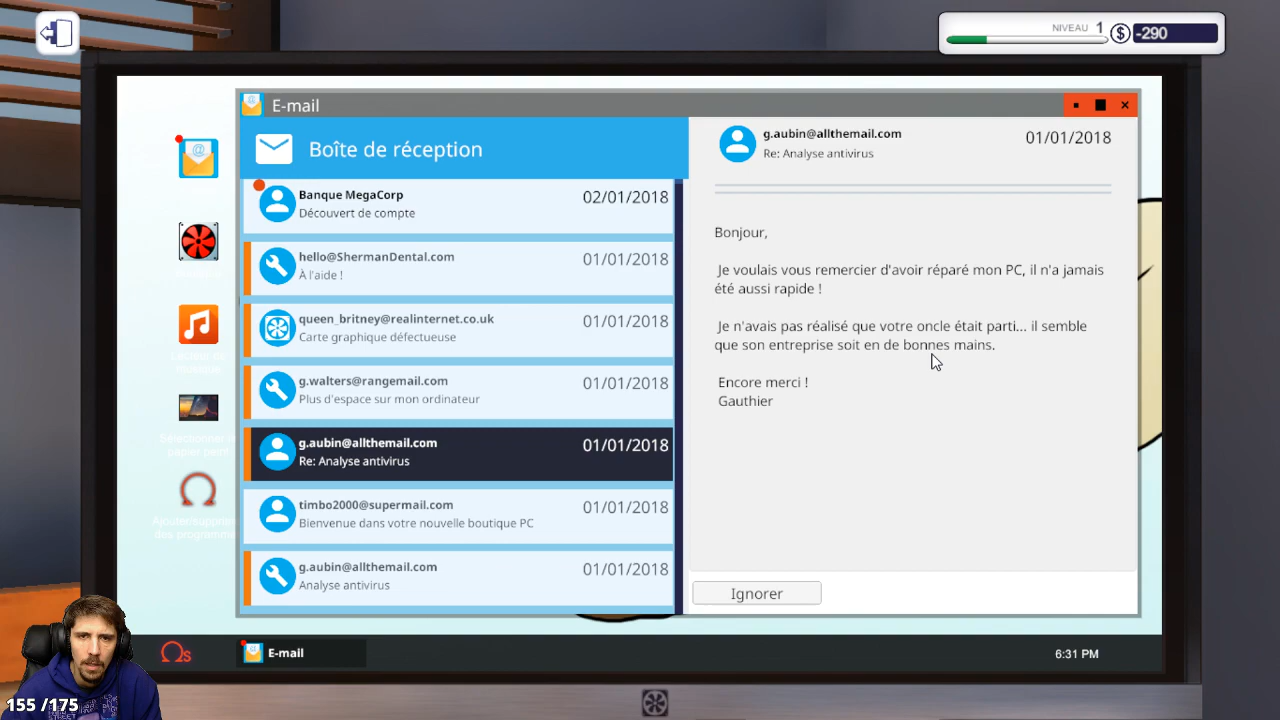 NIVEAU 1
$ -290
E-mail
Boîte de réception
Banque MegaCorp
02/01/2018
Découvert de compte
hello@ShermanDental.com
01/01/2018
À l'aide !
queen_britney@realinternet.co.uk
01/01/2018
Carte graphique défectueuse
g.walters@rangemail.com
01/01/2018
Plus d'espace sur mon ordinateur
g.aubin@allthemail.com
01/01/2018
Re: Analyse antivirus
timbo2000@supermail.com
01/01/2018
Bienvenue dans votre nouvelle boutique PC
g.aubin@allthemail.com
01/01/2018
Analyse antivirus
g.aubin@allthemail.com
01/01/2018
Re: Analyse antivirus
Bonjour,
Je voulais vous remercier d'avoir réparé mon PC, il n'a jamais
été aussi rapide !
Je n'avais pas réalisé que votre oncle était parti... il semble
que son entreprise soit en de bonnes mains.
Encore merci !
Gauthier
Ignorer
E-mail
6:31 PM
155 /175